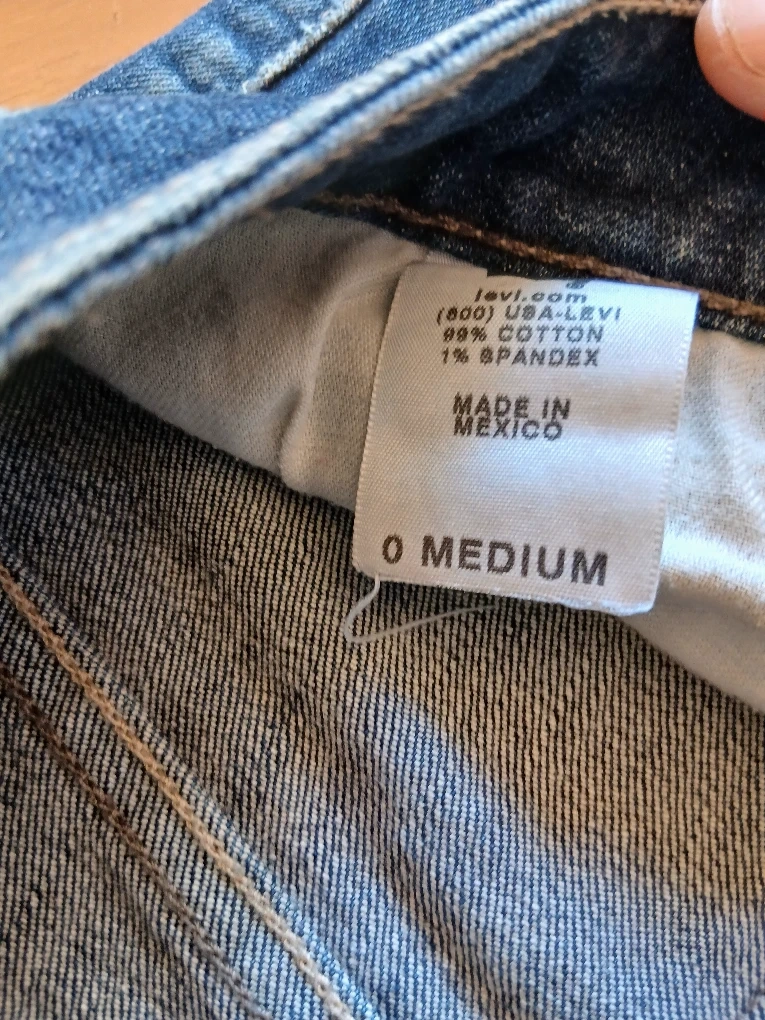 levi.com
(800) USA-LEVI
99% COTTON
1% SPANDEX
MADE IN
MEXICO
0 MEDIUM